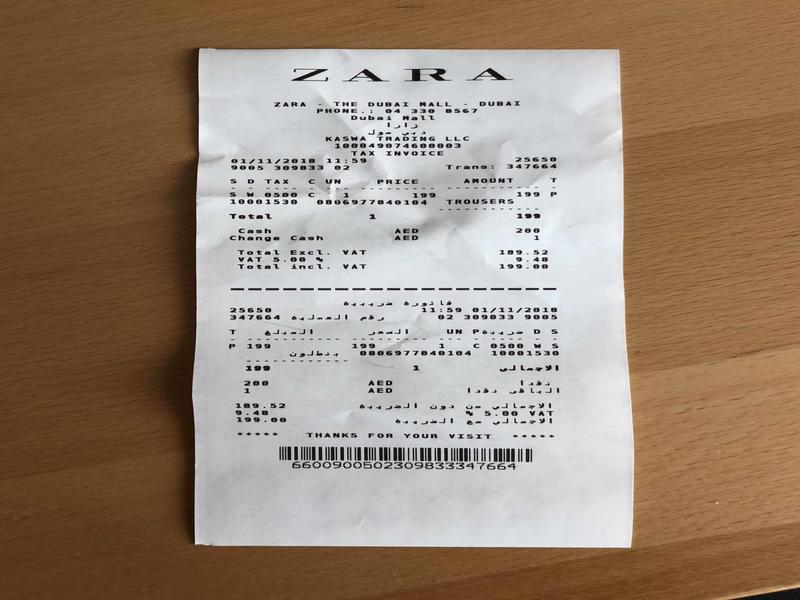 ZARA
ZARA - THE DUBAI MALL - DUBAI
PHONE.: 04 330 8567
Dubai Mall
زارا
دبي مول
KASWA TRADING LLC
100049074600003
TAX INVOICE
01/11/2018 11:59 25650
9005 309833 02 Trans: 347664
S D TAX C UN PRICE AMOUNT T
S W 0500 C 1 199 199 P
10001530 0806977840104 TROUSERS
Total 1 199
Cash AED 200
Change Cash AED 1
Total Excl. VAT 189.52
VAT 5.00 % 9.48
Total incl. VAT 199.00
فاتورة ضريبية
25650 11:59 01/11/2018
347664 رقم العملية 02 309833 9005
T المبلغ السعر UN Pضريبة D S
P 199 199 1 C 0500 W S
بنطلون 0806977840104 10001530
199 1 الاجمالي
200 AED نقدا
1 AED الباقي نقدا
189.52 الاجمالي من دون الضريبة
9.48 % 5.00 VAT
199.00 الاجمالي مع الضريبة
***** THANKS FOR YOUR VISIT *****
6600900502309833347664